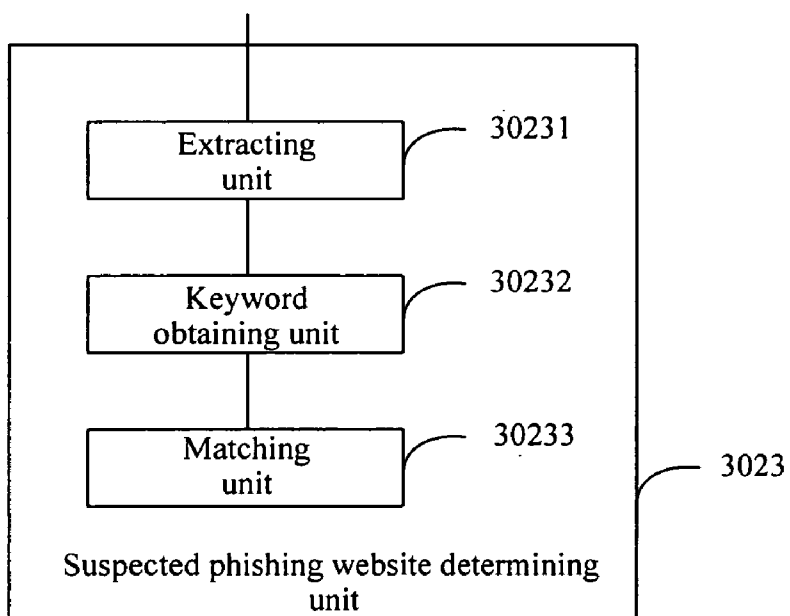 Extracting
unit
30231
Keyword
obtaining unit
30232
Matching
unit
30233
3023
Suspected phishing website determining
unit